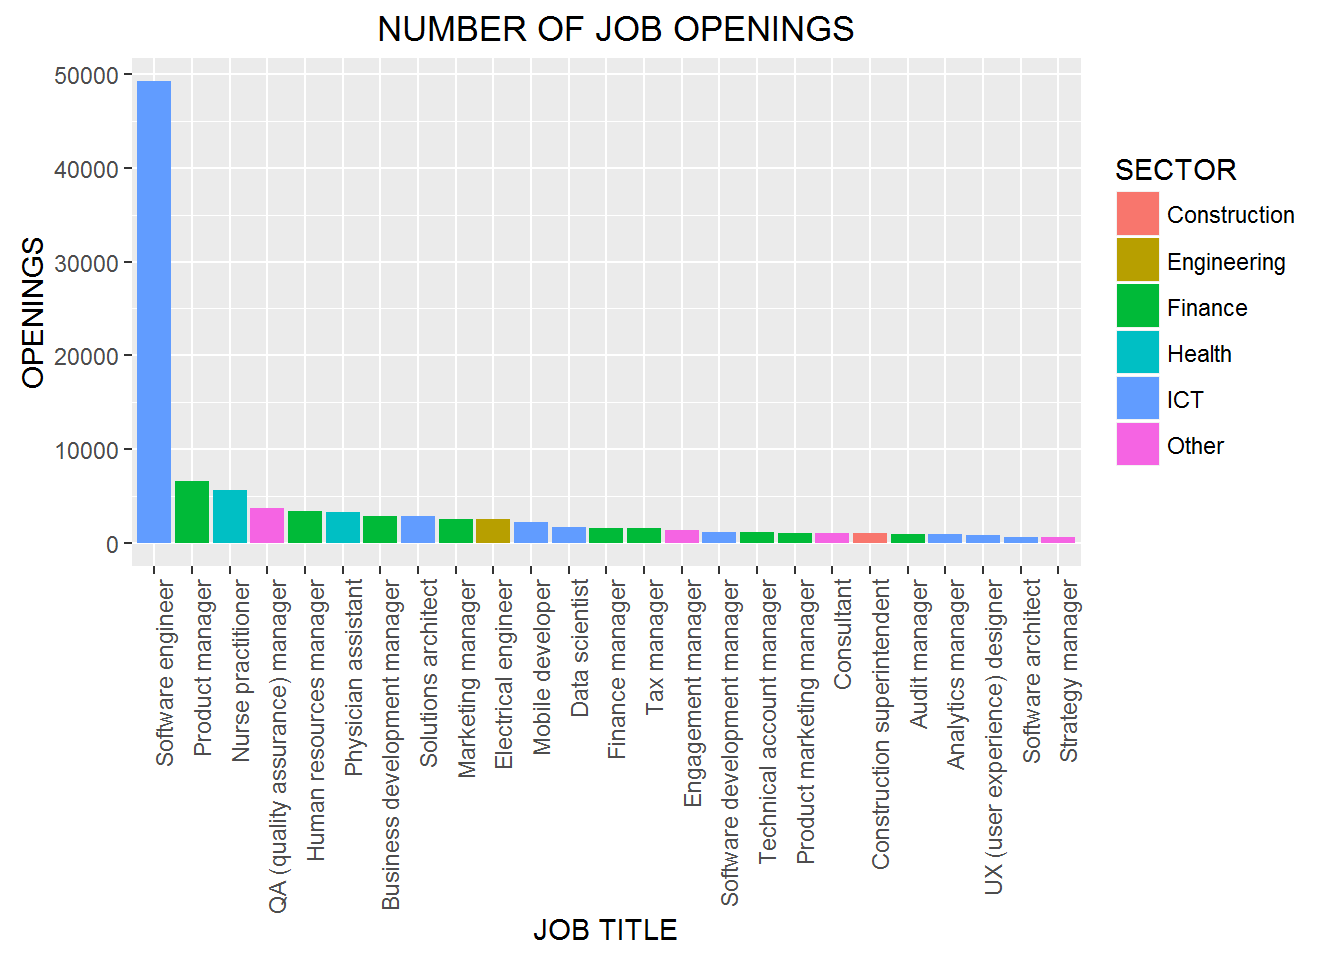 NUMBER OF JOB OPENINGS
OPENINGS
50000
40000
30000
20000
10000
0
Software engineer
Product manager
Nurse practitioner
QA (quality assurance) manager
Human resources manager
Physician assistant
Business development manager
Solutions architect
Marketing manager
Electrical engineer
Mobile developer
Data scientist
Finance manager
Tax manager
Engagement manager
Software development manager
Technical account manager
Product marketing manager
Consultant
Construction superintendent
Audit manager
Analytics manager
UX (user experience) designer
Software architect
Strategy manager
JOB TITLE
SECTOR
Construction
Engineering
Finance
Health
ICT
Other